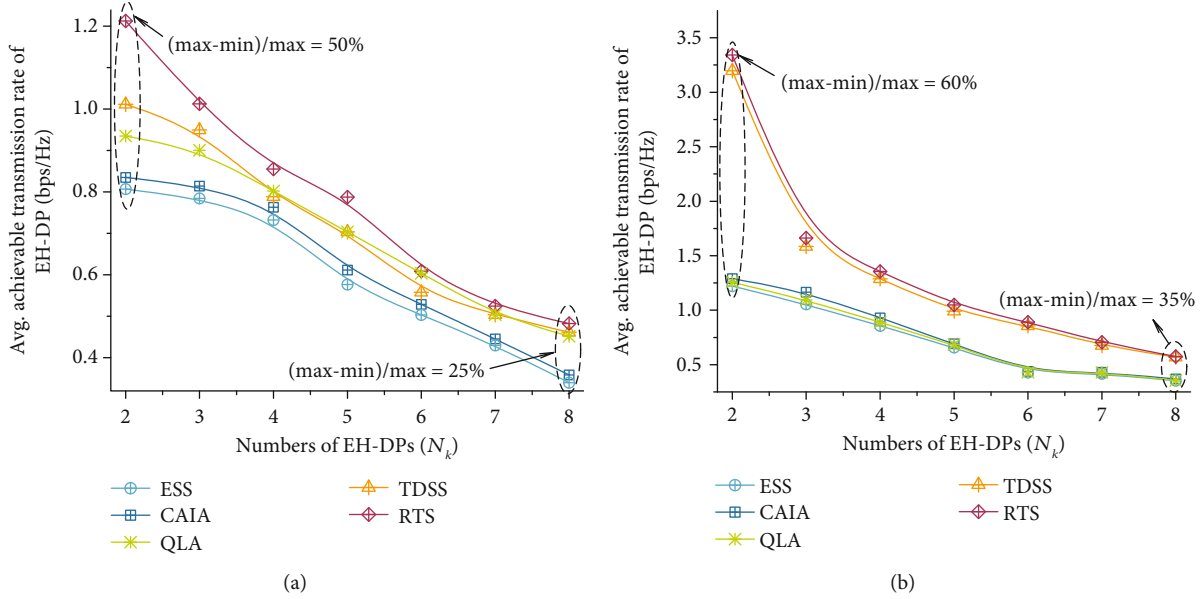 Avg. achievable transmission rate of
EH-DP (bps/Hz)
1.2
1.0
0.8
0.6
0.4
(max-min)/max = 50%
(max-min)/max = 25%
2 3 4 5 6 7 8
Numbers of EH-DPs (N_k)
ESS
CAIA
QLA
TDSS
RTS
(a)
Avg. achievable transmission rate of
EH-DP (bps/Hz)
3.5
3.0
2.5
2.0
1.5
1.0
0.5
(max-min)/max = 60%
(max-min)/max = 35%
2 3 4 5 6 7 8
Numbers of EH-DPs (N_k)
ESS
CAIA
QLA
TDSS
RTS
(b)